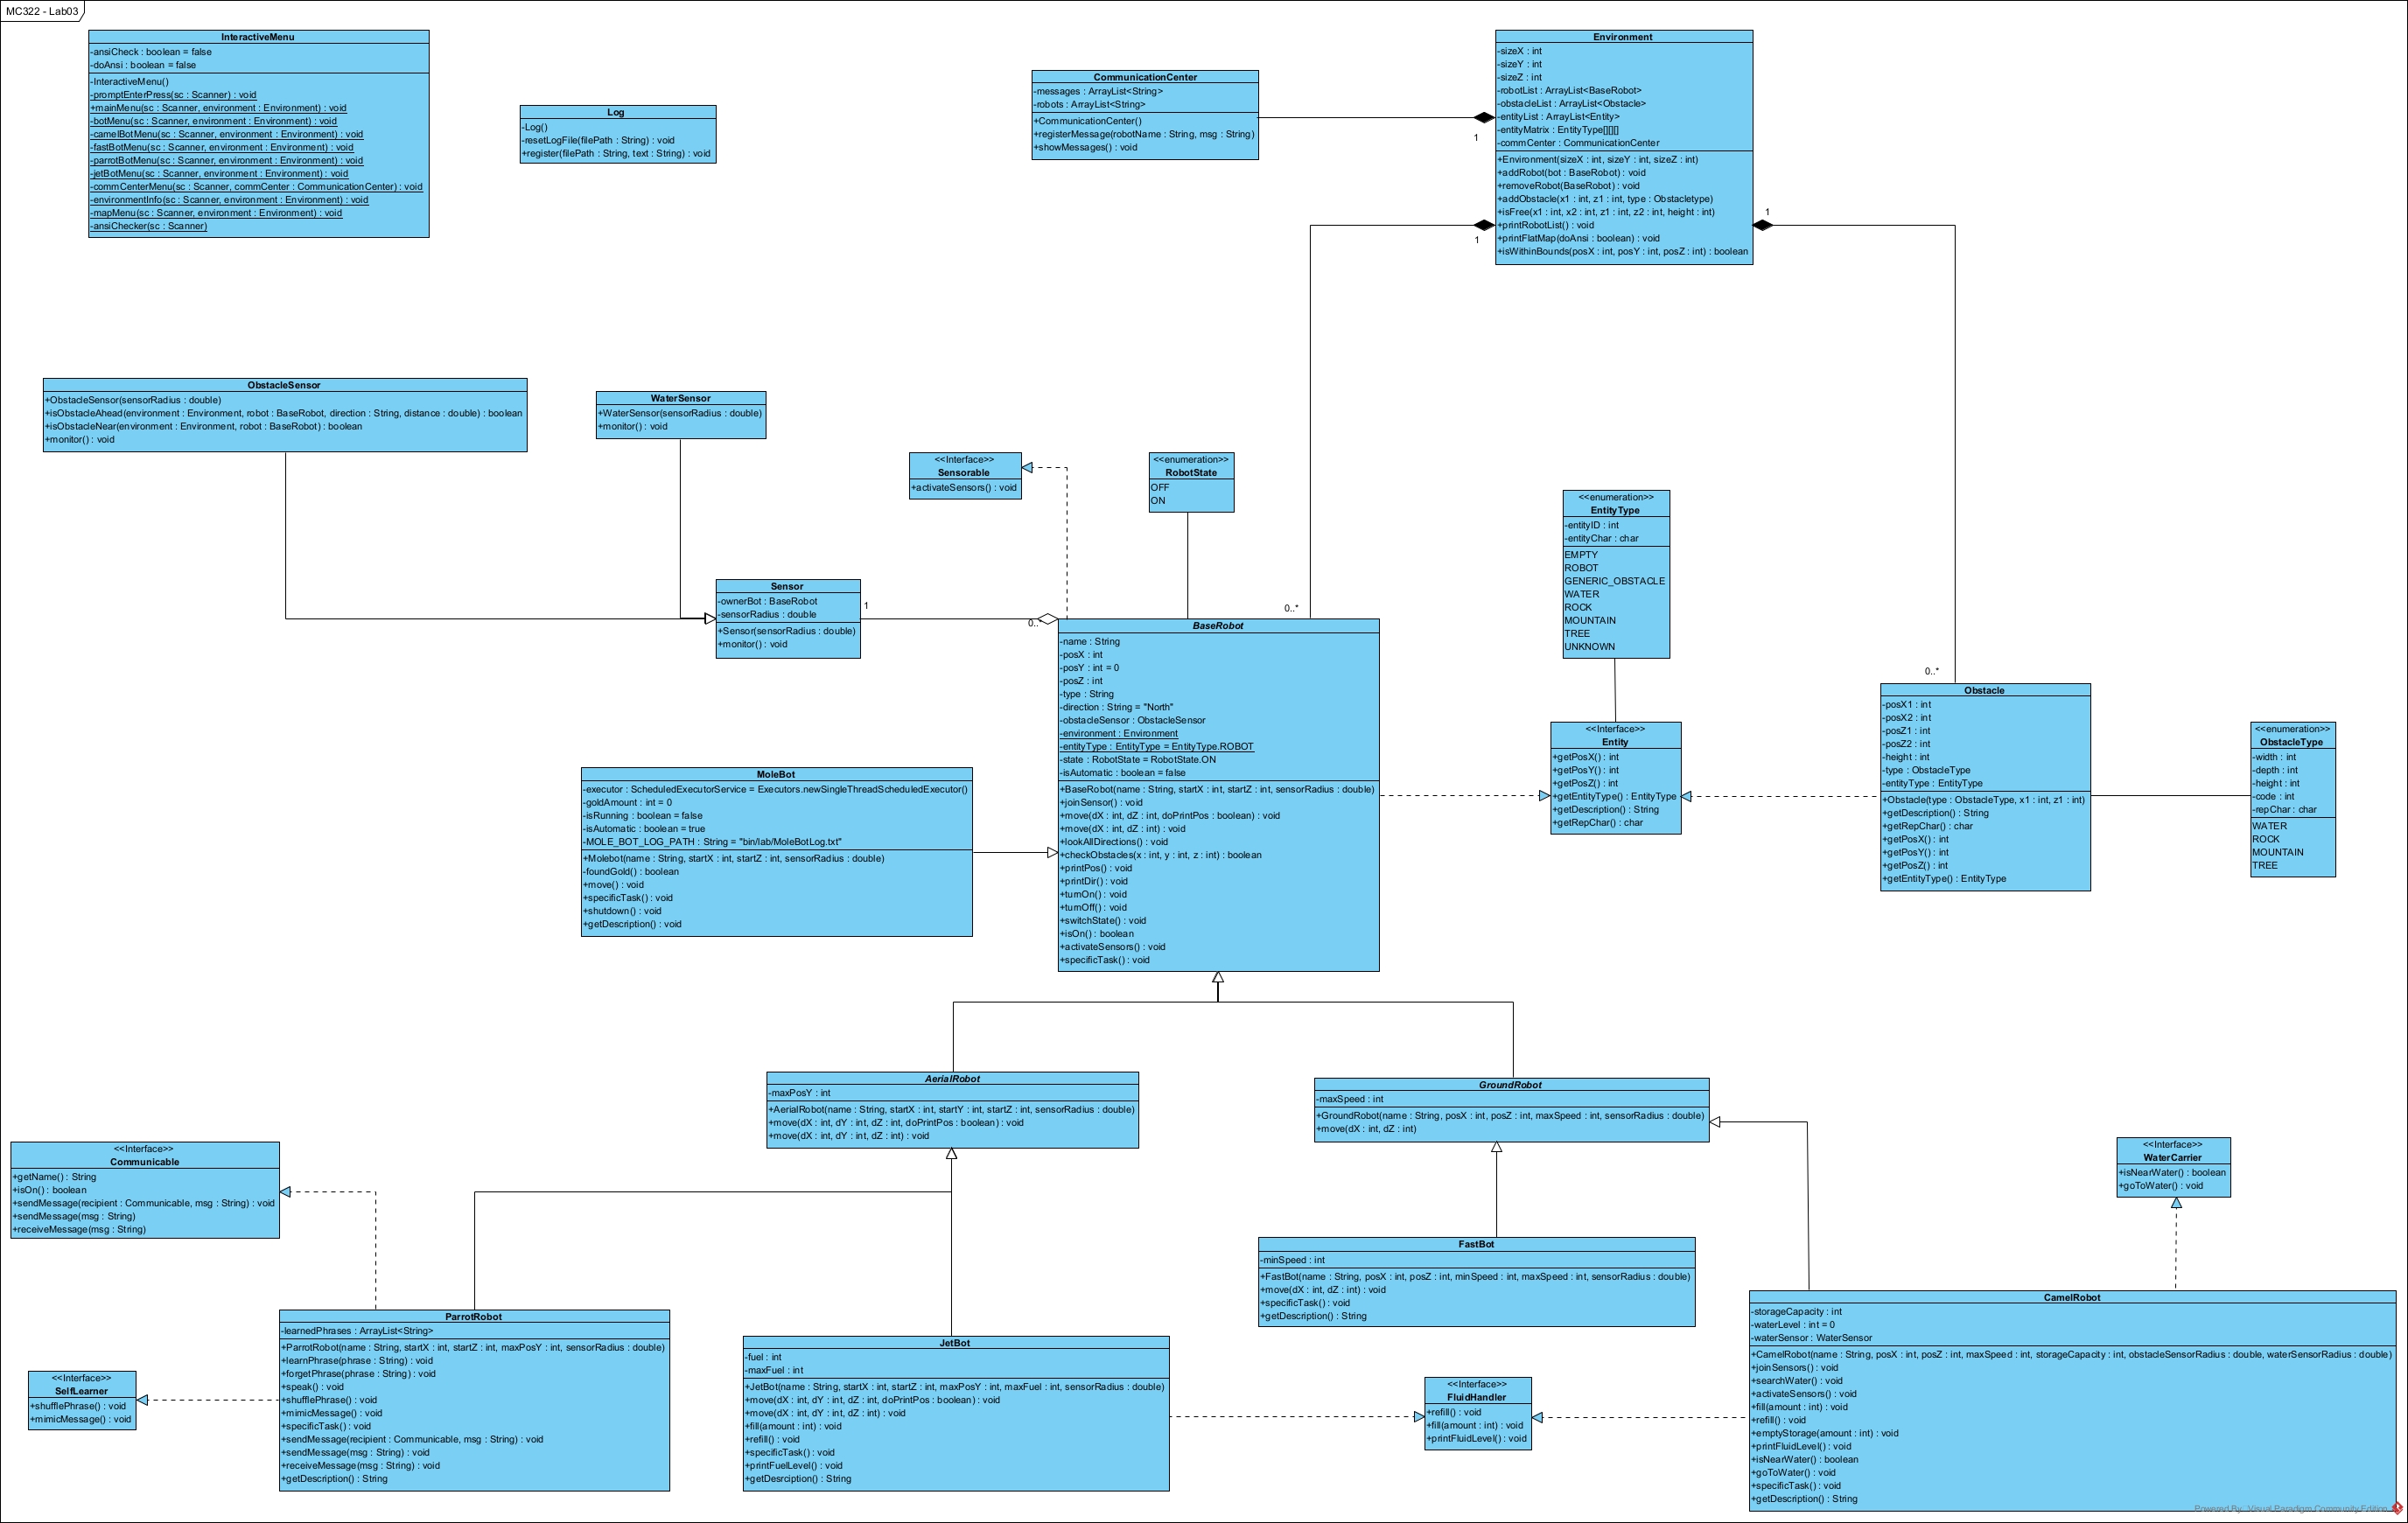 MC322 - Lab03
InteractiveMenu
-ansiCheck : boolean = false
-doAnsi : boolean = false
-InteractiveMenu()
-promptEnterPress(sc : Scanner) : void
+mainMenu(sc : Scanner, environment : Environment) : void
-botMenu(sc : Scanner, environment : Environment) : void
-camelBotMenu(sc : Scanner, environment : Environment) : void
-fastBotMenu(sc : Scanner, environment : Environment) : void
-parrotBotMenu(sc : Scanner, environment : Environment) : void
-jetBotMenu(sc : Scanner, environment : Environment) : void
-commCenterMenu(sc : Scanner, commCenter : CommunicationCenter) : void
-environmentInfo(sc : Scanner, environment : Environment) : void
-mapMenu(sc : Scanner, environment : Environment) : void
-ansiChecker(sc : Scanner)
Log
-Log()
-resetLogFile(filePath : String) : void
+register(filePath : String, text : String) : void
CommunicationCenter
-messages : ArrayList<String>
-robots : ArrayList<String>
+CommunicationCenter()
+registerMessage(robotName : String, msg : String)
+showMessages() : void
1
Environment
-sizeX : int
-sizeY : int
-sizeZ : int
-robotList : ArrayList<BaseRobot>
-obstacleList : ArrayList<Obstacle>
-entityList : ArrayList<Entity>
-entityMatrix : EntityType[][][]
-commCenter : CommunicationCenter
+Environment(sizeX : int, sizeY : int, sizeZ : int)
+addRobot(bot : BaseRobot) : void
+removeRobot(BaseRobot) : void
+addObstacle(x1 : int, z1 : int, type : Obstacletype)
+isFree(x1 : int, x2 : int, z1 : int, z2 : int, height : int)
+printRobotList() : void
+printFlatMap(doAnsi : boolean) : void
+isWithinBounds(posX : int, posY : int, posZ : int) : boolean
1
1
ObstacleSensor
+ObstacleSensor(sensorRadius : double)
+isObstacleAhead(environment : Environment, robot : BaseRobot, direction : String, distance : double) : boolean
+isObstacleNear(environment : Environment, robot : BaseRobot) : boolean
+monitor() : void
WaterSensor
+WaterSensor(sensorRadius : double)
+monitor() : void
<<Interface>>
Sensorable
+activateSensors() : void
<<enumeration>>
RobotState
OFF
ON
<<enumeration>>
EntityType
-entityID : int
-entityChar : char
EMPTY
ROBOT
GENERIC_OBSTACLE
WATER
ROCK
MOUNTAIN
TREE
UNKNOWN
Sensor
-ownerBot : BaseRobot
-sensorRadius : double
+Sensor(sensorRadius : double)
+monitor() : void
1
0..*
0..*
0..*
BaseRobot
-name : String
-posX : int
-posY : int = 0
-posZ : int
-type : String
-direction : String = "North"
-obstacleSensor : ObstacleSensor
-environment : Environment
-entityType : EntityType = EntityType.ROBOT
-state : RobotState = RobotState.ON
-isAutomatic : boolean = false
+BaseRobot(name : String, startX : int, startZ : int, sensorRadius : double)
+joinSensor() : void
+move(dX : int, dZ : int, doPrintPos : boolean) : void
+move(dX : int, dZ : int) : void
+lookAllDirections() : void
+checkObstacles(x : int, y : int, z : int) : boolean
+printPos() : void
+printDir() : void
+turnOn() : void
+turnOff() : void
+switchState() : void
+isOn() : boolean
+activateSensors() : void
+specificTask() : void
<<Interface>>
Entity
+getPosX() : int
+getPosY() : int
+getPosZ() : int
+getEntityType() : EntityType
+getDescription() : String
+getRepChar() : char
Obstacle
-posX1 : int
-posX2 : int
-posZ1 : int
-posZ2 : int
-height : int
-type : ObstacleType
-entityType : EntityType
+Obstacle(type : ObstacleType, x1 : int, z1 : int)
+getDescription() : String
+getRepChar() : char
+getPosX() : int
+getPosY() : int
+getPosZ() : int
+getEntityType() : EntityType
<<enumeration>>
ObstacleType
-width : int
-depth : int
-height : int
-code : int
-repChar : char
WATER
ROCK
MOUNTAIN
TREE
MoleBot
-executor : ScheduledExecutorService = Executors.newSingleThreadScheduledExecutor()
-goldAmount : int = 0
-isRunning : boolean = false
-isAutomatic : boolean = true
-MOLE_BOT_LOG_PATH : String = "bin/lab/MoleBotLog.txt"
+Molebot(name : String, startX : int, startZ : int, sensorRadius : double)
-foundGold() : boolean
+move() : void
+specificTask() : void
+shutdown() : void
+getDescription() : void
AerialRobot
-maxPosY : int
+AerialRobot(name : String, startX : int, startY : int, startZ : int, sensorRadius : double)
+move(dX : int, dY : int, dZ : int, doPrintPos : boolean) : void
+move(dX : int, dY : int, dZ : int) : void
GroundRobot
-maxSpeed : int
+GroundRobot(name : String, posX : int, posZ : int, maxSpeed : int, sensorRadius : double)
+move(dX : int, dZ : int)
<<Interface>>
Communicable
+getName() : String
+isOn() : boolean
+sendMessage(recipient : Communicable, msg : String) : void
+sendMessage(msg : String)
+receiveMessage(msg : String)
<<Interface>>
WaterCarrier
+isNearWater() : boolean
+goToWater() : void
FastBot
-minSpeed : int
+FastBot(name : String, posX : int, posZ : int, minSpeed : int, maxSpeed : int, sensorRadius : double)
+move(dX : int, dZ : int) : void
+specificTask() : void
+getDescription() : String
ParrotRobot
-learnedPhrases : ArrayList<String>
+ParrotRobot(name : String, startX : int, startZ : int, maxPosY : int, sensorRadius : double)
+learnPhrase(phrase : String) : void
+forgetPhrase(phrase : String) : void
+speak() : void
+shufflePhrase() : void
+mimicMessage() : void
+specificTask() : void
+sendMessage(recipient : Communicable, msg : String) : void
+sendMessage(msg : String) : void
+receiveMessage(msg : String) : void
+getDescription() : String
<<Interface>>
SelfLearner
+shufflePhrase() : void
+mimicMessage() : void
JetBot
-fuel : int
-maxFuel : int
+JetBot(name : String, startX : int, startZ : int, maxPosY : int, maxFuel : int, sensorRadius : double)
+move(dX : int, dY : int, dZ : int, doPrintPos : boolean) : void
+move(dX : int, dY : int, dZ : int) : void
+fill(amount : int) : void
+refill() : void
+specificTask() : void
+printFuelLevel() : void
+getDesrciption() : String
<<Interface>>
FluidHandler
+refill() : void
+fill(amount : int) : void
+printFluidLevel() : void
CamelRobot
-storageCapacity : int
-waterLevel : int = 0
-waterSensor : WaterSensor
+CamelRobot(name : String, posX : int, posZ : int, maxSpeed : int, storageCapacity : int, obstacleSensorRadius : double, waterSensorRadius : double)
+joinSensors() : void
+searchWater() : void
+activateSensors() : void
+fill(amount : int) : void
+refill() : void
+emptyStorage(amount : int) : void
+printFluidLevel() : void
+isNearWater() : boolean
+goToWater() : void
+specificTask() : void
+getDescription() : String
Powered By Visual Paradigm Community Edition